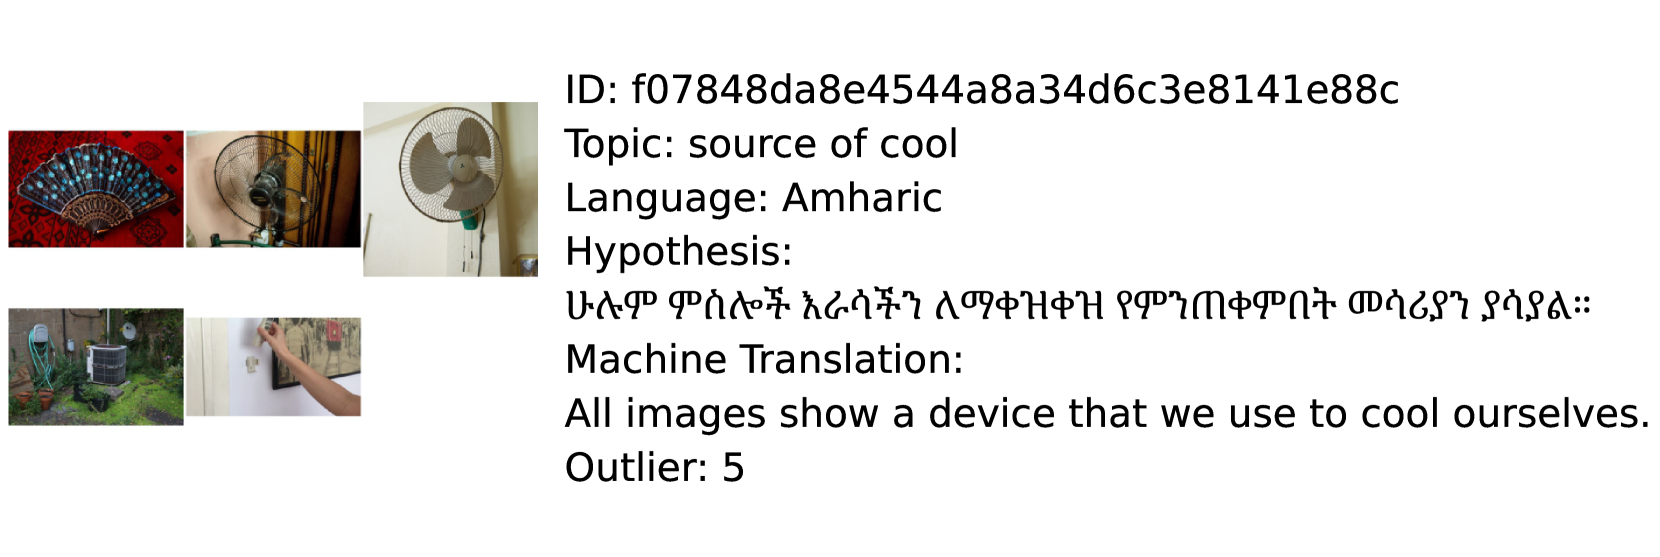 ID: f07848da8e4544a8a34d6c3e8141e88c
Topic: source of cool
Language: Amharic
Hypothesis:
ሁሉም ምስሎች እራሳችን ለማቀዝቀዝ የምንጠቀምበት መሳሪያን ያሳያል።
Machine Translation:
All images show a device that we use to cool ourselves.
Outlier: 5